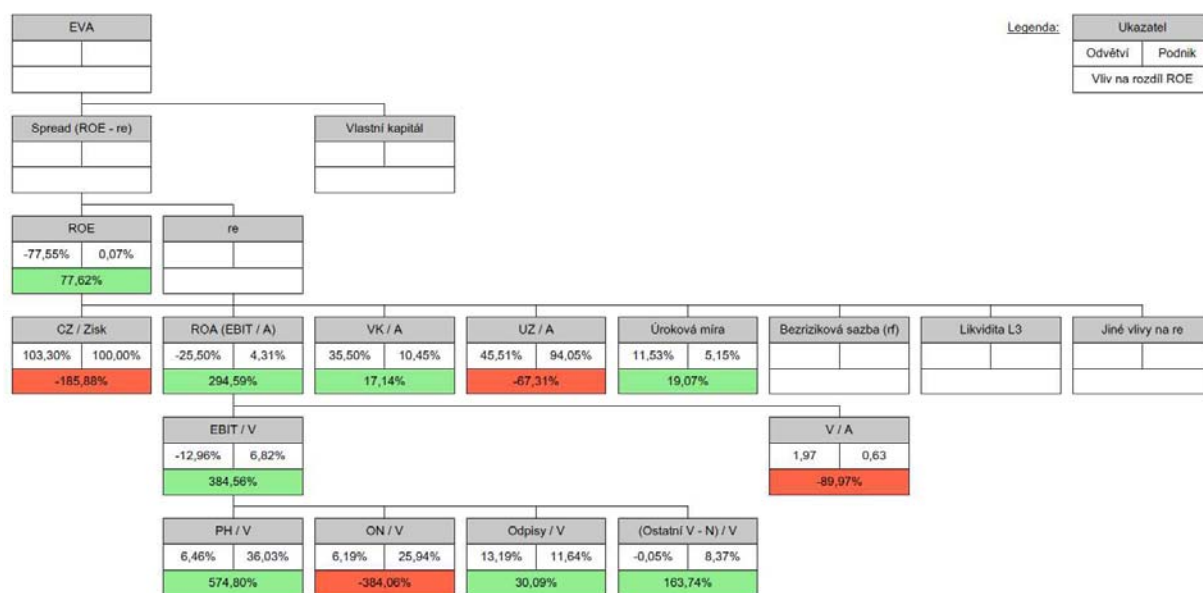 EVA
Legenda:
Ukazatel
Odvětví Podnik
Vliv na rozdíl ROE
Spread (ROE - re) Vlastní kapitál
ROE re
-77,55% 0,07%
77,62%
CZ / Zisk ROA (EBIT / A) VK / A UZ / A Úroková míra Bezriziková sazba (rf) Likvidita L3 Jiné vlivy na re
103,30% 100,00% -25,50% 4,31% 35,50% 10,45% 45,51% 94,05% 11,53% 5,15%
-185,88% 294,59% 17,14% -67,31% 19,07%
EBIT / V V / A
-12,96% 6,82% 1,97 0,63
384,56% -89,97%
PH / V ON / V Odpisy / V (Ostatní V - N) / V
6,46% 36,03% 6,19% 25,94% 13,19% 11,64% -0,05% 8,37%
574,80% -384,06% 30,09% 163,74%